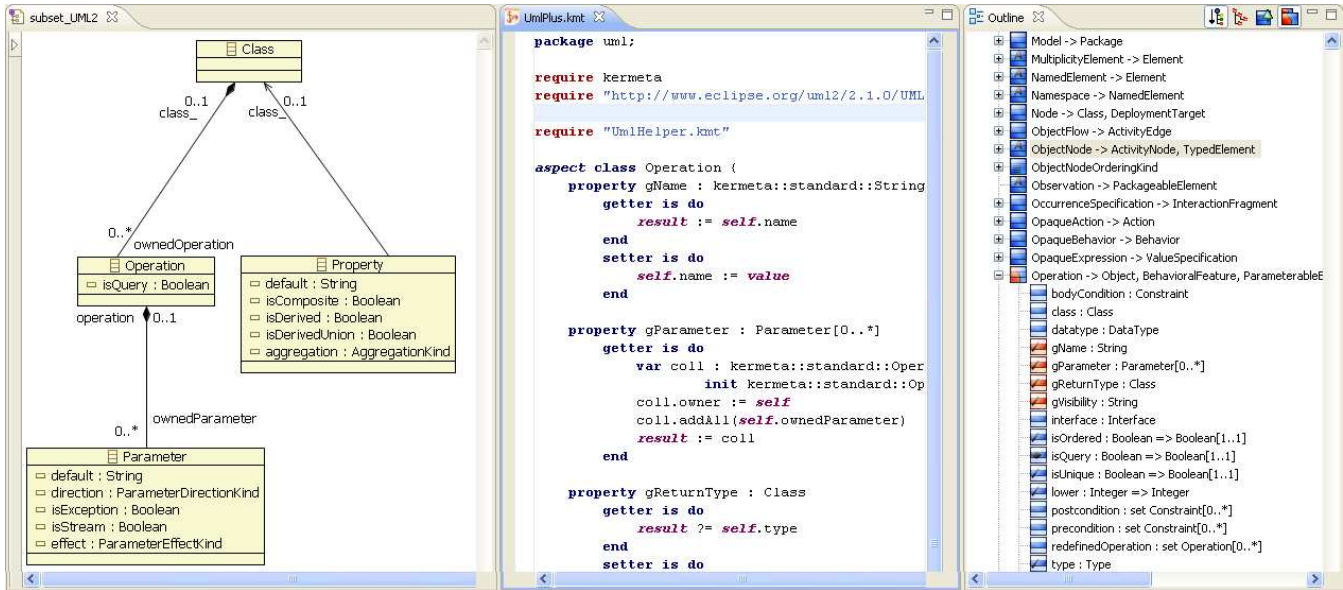 subset_UML2
Class
0..1
class_
0..1
class_
0..*
ownedOperation
Operation
isQuery : Boolean
operation
0..1
ownedParameter
0..*
Property
default : String
isComposite : Boolean
isDerived : Boolean
isDerivedUnion : Boolean
aggregation : AggregationKind
Parameter
default : String
direction : ParameterDirectionKind
isException : Boolean
isStream : Boolean
effect : ParameterEffectKind
UmlPlus.kmt
package uml;
require kermeta
require "http://www.eclipse.org/uml2/2.1.0/UML
require "UmlHelper.kmt"
aspect class Operation {
property gName : kermeta::standard::String
getter is do
result := self.name
end
setter is do
self.name := value
end
property gParameter : Parameter[0..*]
getter is do
var coll : kermeta::standard::Oper
init kermeta::standard::Op
coll.owner := self
coll.addAll(self.ownedParameter)
result := coll
end
property gReturnType : Class
getter is do
result ?= self.type
end
setter is do
Outline
Model -> Package
MultiplicityElement -> Element
NamedElement -> Element
Namespace -> NamedElement
Node -> Class, DeploymentTarget
ObjectFlow -> ActivityEdge
ObjectNode -> ActivityNode, TypedElement
ObjectNodeOrderingKind
Observation -> PackageableElement
OccurrenceSpecification -> InteractionFragment
OpaqueAction -> Action
OpaqueBehavior -> Behavior
OpaqueExpression -> ValueSpecification
Operation -> Object, BehavioralFeature, ParameterableE
bodyCondition : Constraint
class : Class
datatype : DataType
gName : String
gParameter : Parameter[0..*]
gReturnType : Class
gVisibility : String
interface : Interface
isOrdered : Boolean => Boolean[1..1]
isQuery : Boolean => Boolean[1..1]
isUnique : Boolean => Boolean[1..1]
lower : Integer => Integer
postcondition : set Constraint[0..*]
precondition : set Constraint[0..*]
redefinedOperation : set Operation[0..*]
type : Type